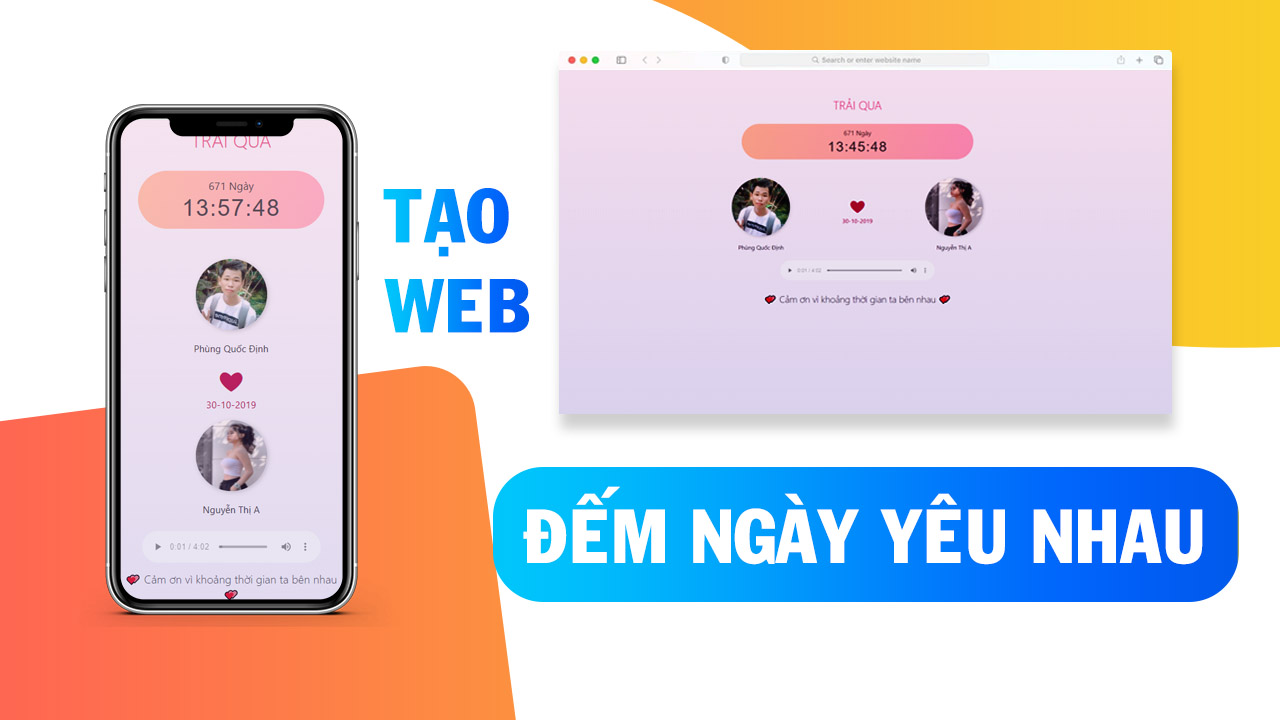 TRẢI QUA
671 Ngày
13:57:48
Phùng Quốc Định
30-10-2019
Nguyễn Thị A
0:01 / 4:02
Cảm ơn vì khoảng thời gian ta bên nhau
TẠO
WEB
Search or enter website name
TRẢI QUA
671 Ngày
13:45:48
Phùng Quốc Định
30-10-2019
Nguyễn Thị A
0:01 / 4:02
Cảm ơn vì khoảng thời gian ta bên nhau
ĐẾM NGÀY YÊU NHAU